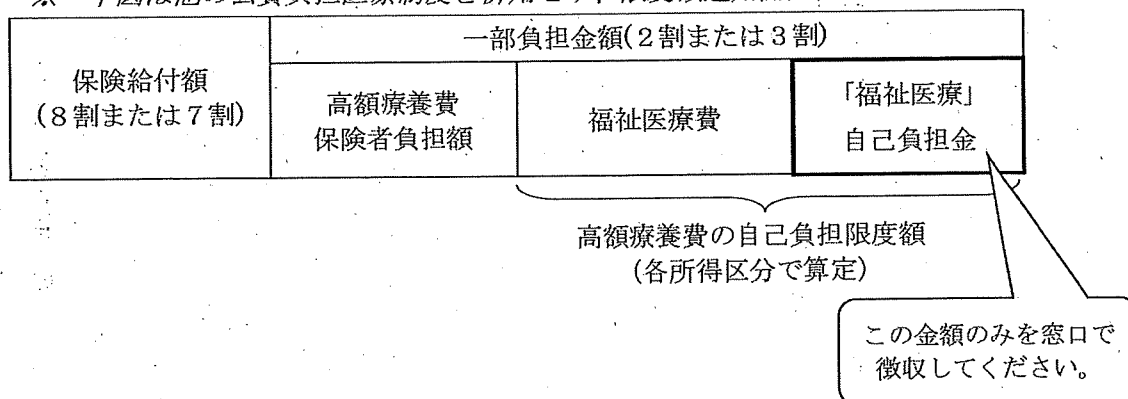 一部負担金額(2割または3割)
保険給付額
(8割または7割)
高額療養費
保険者負担額
福祉医療費
「福祉医療」
自己負担金
高額療養費の自己負担限度額
(各所得区分で算定)
この金額のみを窓口で
徴収してください。